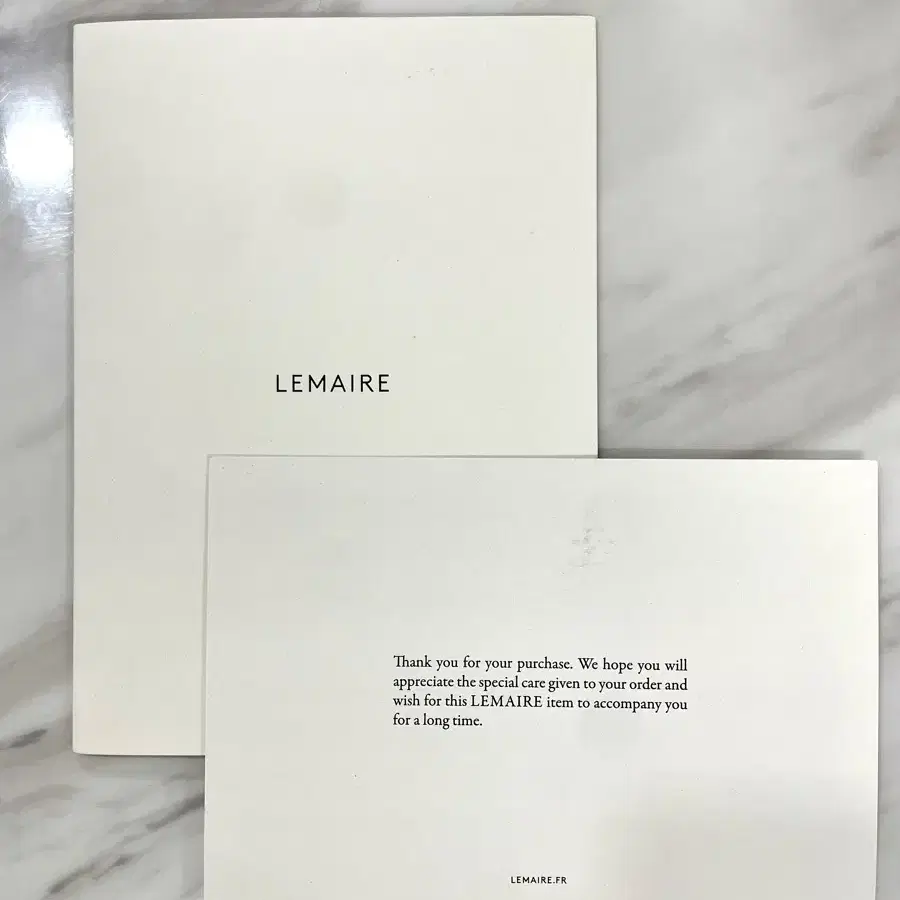 LEMAIRE
Thank you for your purchase. We hope you will
appreciate the special care given to your order and
wish for this LEMAIRE item to accompany you
for a long time.
LEMAIRE.FR